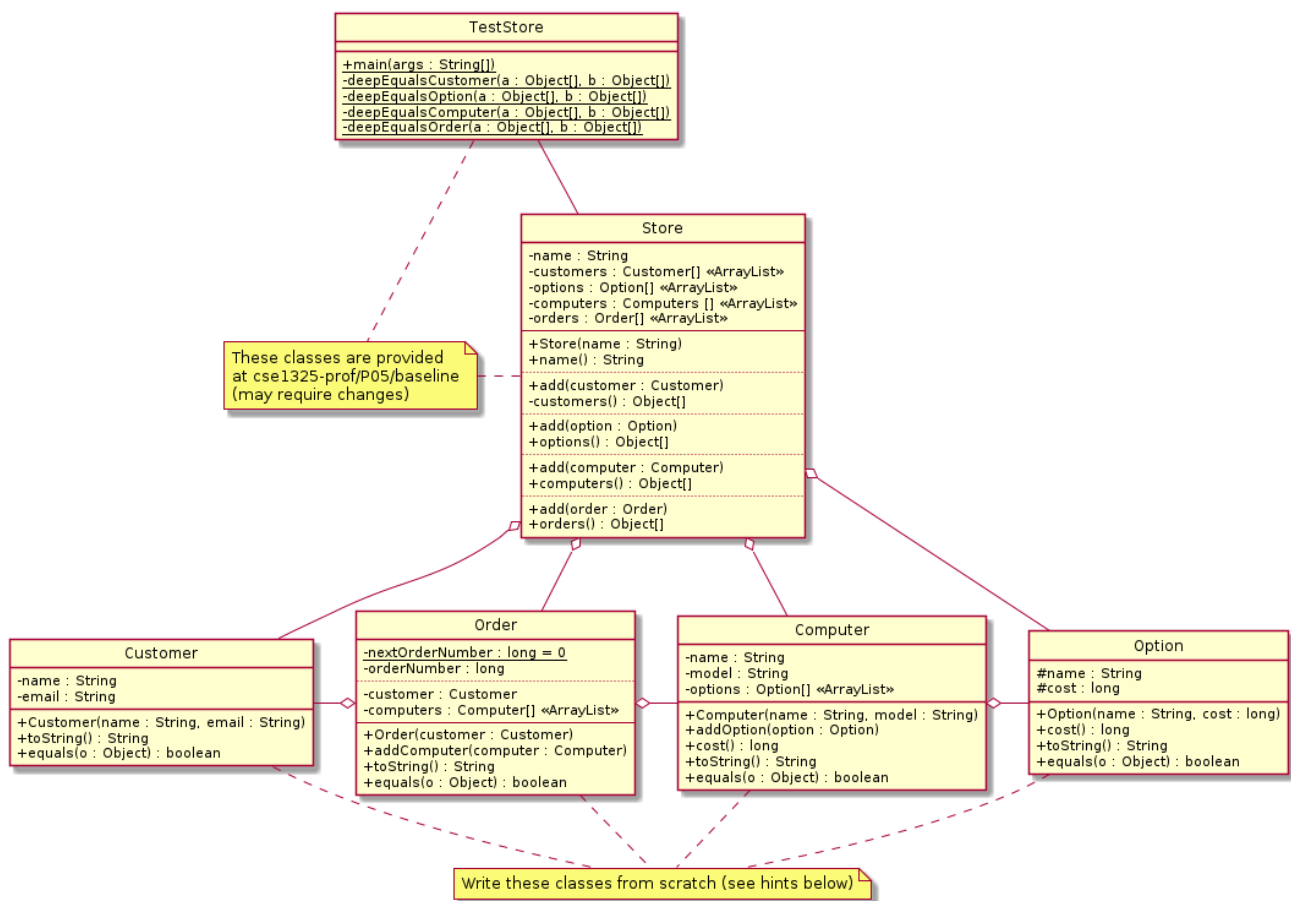 TestStore
+main(args : String[])
-deepEqualsCustomer(a : Object[], b : Object[])
-deepEqualsOption(a : Object[], b : Object[])
-deepEqualsComputer(a : Object[], b : Object[])
-deepEqualsOrder(a : Object[], b : Object[])
Store
-name : String
-customers : Customer[] «ArrayList»
-options : Option[] «ArrayList»
-computers : Computers [] «ArrayList»
-orders : Order[] «ArrayList»
+Store(name : String)
+name() : String
+add(customer : Customer)
-customers() : Object[]
+add(option : Option)
+options() : Object[]
+add(computer : Computer)
+computers() : Object[]
+add(order : Order)
+orders() : Object[]
These classes are provided
at cse1325-prof/P05/baseline
(may require changes)
Customer
-name : String
-email : String
+Customer(name : String, email : String)
+toString() : String
+equals(o : Object) : boolean
Order
-nextOrderNumber : long = 0
-orderNumber : long
-customer : Customer
-computers : Computer[] «ArrayList»
+Order(customer : Customer)
+addComputer(computer : Computer)
+toString() : String
+equals(o : Object) : boolean
Computer
-name : String
-model : String
-options : Option[] «ArrayList»
+Computer(name : String, model : String)
+addOption(option : Option)
+cost() : long
+toString() : String
+equals(o : Object) : boolean
Option
#name : String
#cost : long
+Option(name : String, cost : long)
+cost() : long
+toString() : String
+equals(o : Object) : boolean
Write these classes from scratch (see hints below)